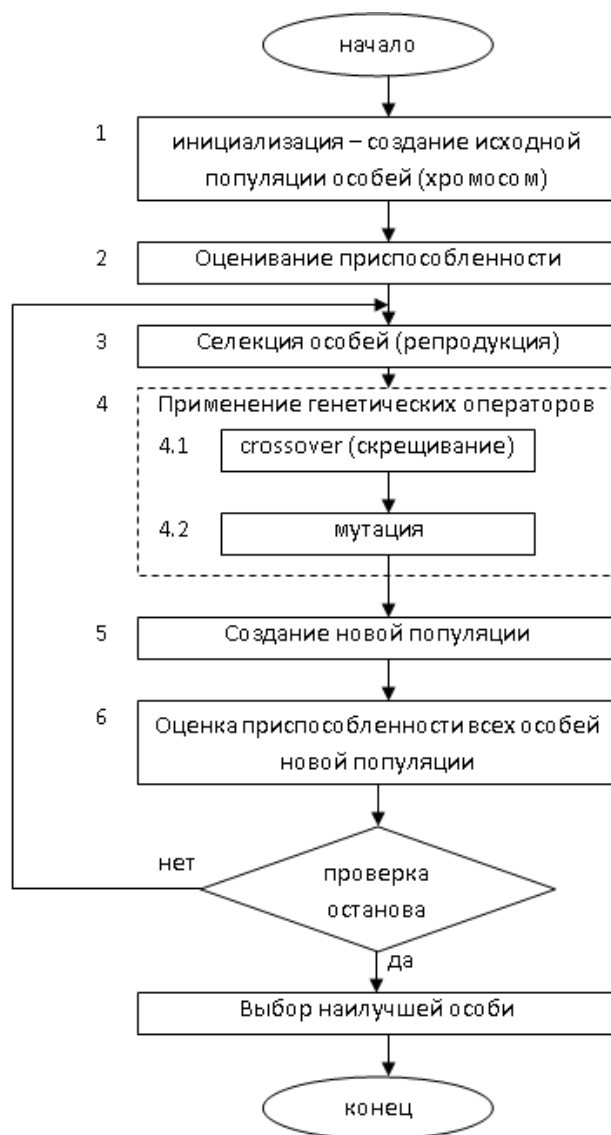 начало
1
инициализация – создание исходной
популяции особей (хромосом)
2
Оценивание приспособленности
3
Селекция особей (репродукция)
4
Применение генетических операторов
4.1
crossover (скрещивание)
4.2
мутация
5
Создание новой популяции
6
Оценка приспособленности всех особей
новой популяции
нет
проверка
останова
да
Выбор наилучшей особи
конец